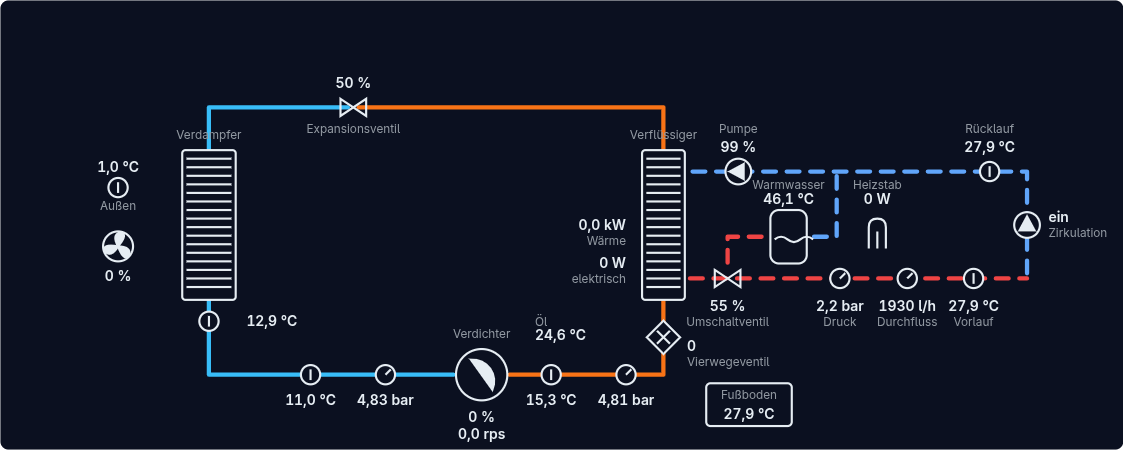 50 %
Expansionsventil
Verdampfer
1,0 °C
Außen
0 %
12,9 °C
11,0 °C
4,83 bar
Verdichter
0 %
0,0 rps
Öl
24,6 °C
15,3 °C
4,81 bar
Verflüssiger
0,0 kW
Wärme
0 W
elektrisch
0
Vierwegeventil
Pumpe
99 %
Warmwasser
46,1 °C
Heizstab
0 W
Rücklauf
27,9 °C
ein
Zirkulation
55 %
Umschaltventil
2,2 bar
Druck
1930 l/h
Durchfluss
27,9 °C
Vorlauf
Fußboden
27,9 °C